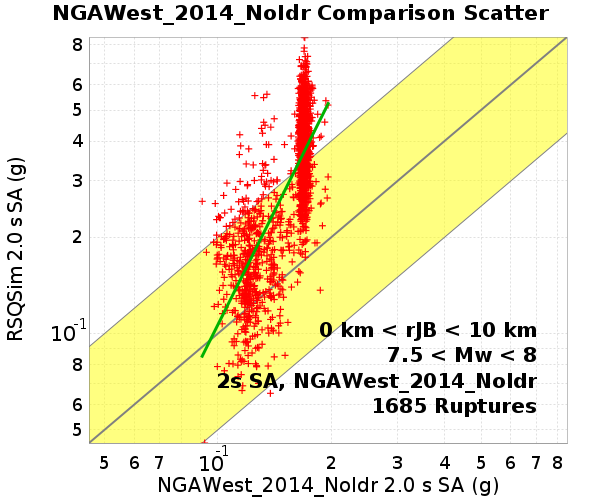 NGAWest_2014_NoIdr Comparison Scatter
RSQSim 2.0 s SA (g)
8
6
5
4
3
2
10-1
8
6
5
0 km < rJB < 10 km
7.5 < Mw < 8
2s SA, NGAWest_2014_NoIdr
1685 Ruptures
5 6 7 10-1 2 3 4 5 6 7 8
NGAWest_2014_NoIdr 2.0 s SA (g)